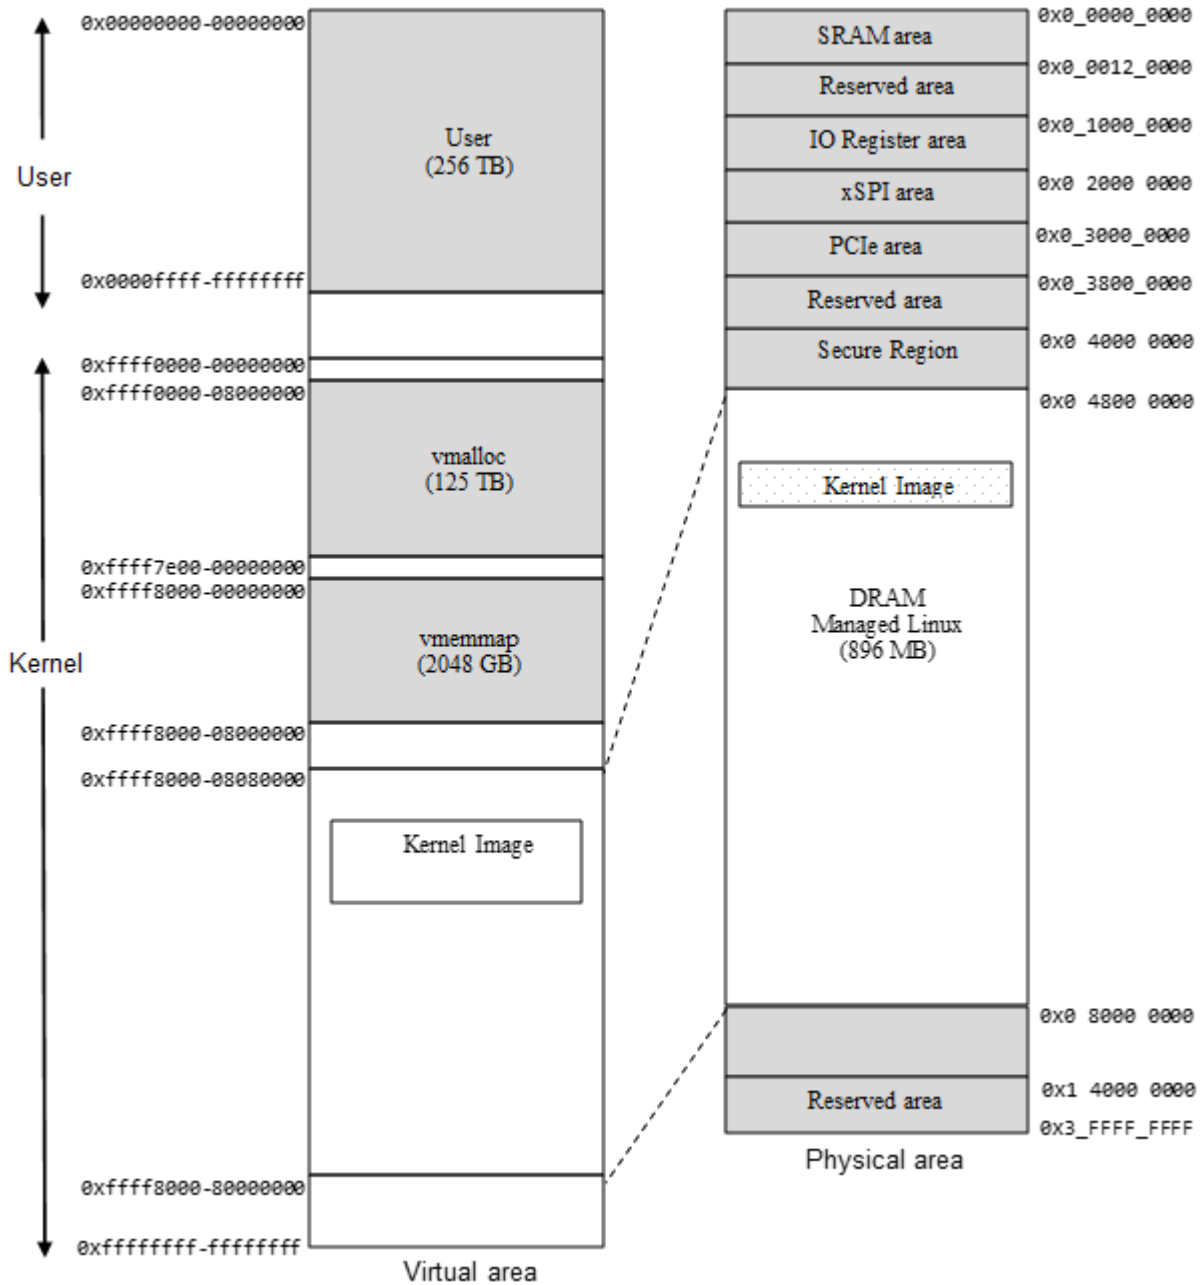 0x00000000-00000000
User
(256 TB)
User
0x0000ffff-ffffffff
0xffff0000-00000000
0xffff0000-08000000
vmalloc
(125 TB)
0xffff7e00-00000000
0xffff8000-00000000
vmemmap
(2048 GB)
Kernel
0xffff8000-08000000
0xffff8000-08080000
Kernel Image
0xffff8000-80000000
0xffffffff-ffffffff
Virtual area
0x0_0000_0000
SRAM area
0x0_0012_0000
Reserved area
0x0_1000_0000
IO Register area
0x0 2000 0000
xSPI area
0x0_3000_0000
PCIe area
0x0_3800_0000
Reserved area
0x0 4000 0000
Secure Region
0x0 4800 0000
Kernel Image
DRAM
Managed Linux
(896 MB)
0x0 8000 0000
0x1 4000 0000
Reserved area
0x3_FFFF_FFFF
Physical area